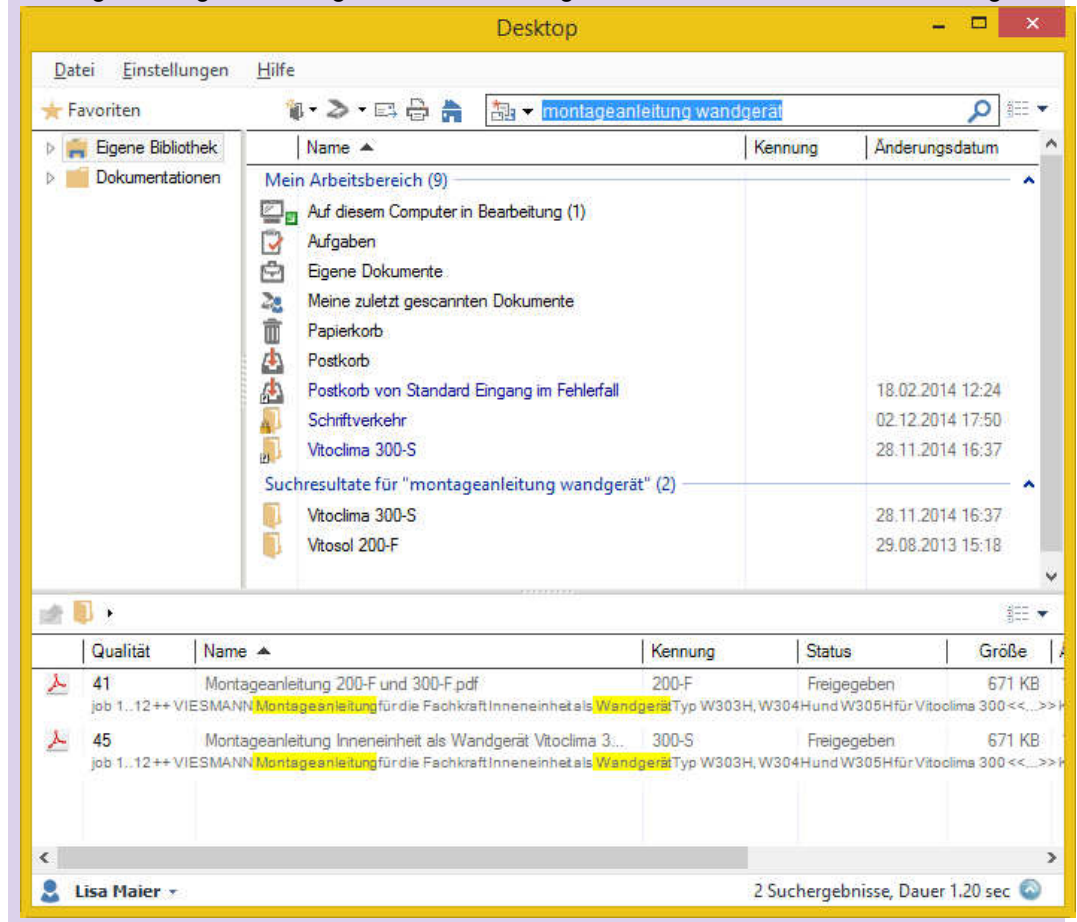 Desktop
Datei Einstellungen Hilfe
Favoriten montageanleitung wandgerät
Eigene Bibliothek
Dokumentationen
Name Kennung Änderungsdatum
Mein Arbeitsbereich (9)
Auf diesem Computer in Bearbeitung (1)
Aufgaben
Eigene Dokumente
Meine zuletzt gescannten Dokumente
Papierkorb
Postkorb
Postkorb von Standard Eingang im Fehlerfall 18.02.2014 12:24
Schriftverkehr 02.12.2014 17:50
Vitoclima 300-S 28.11.2014 16:37
Suchresultate für "montageanleitung wandgerät" (2)
Vitoclima 300-S 28.11.2014 16:37
Vitosol 200-F 29.08.2013 15:18
Qualität Name Kennung Status Größe
41 Montageanleitung 200-F und 300-F.pdf 200-F Freigegeben 671 KB
job 1..12 ++ VIESMANN Montageanleitung für die Fachkraft Inneneinheit als Wandgerät Typ W303H, W304H und W305H für Vitoclima 300 <<...>>
45 Montageanleitung Inneneinheit als Wandgerät Vitoclima 3... 300-S Freigegeben 671 KB
job 1..12 ++ VIESMANN Montageanleitung für die Fachkraft Inneneinheit als Wandgerät Typ W303H, W304H und W305H für Vitoclima 300 <<...>>
Lisa Maier 2 Suchergebnisse, Dauer 1.20 sec